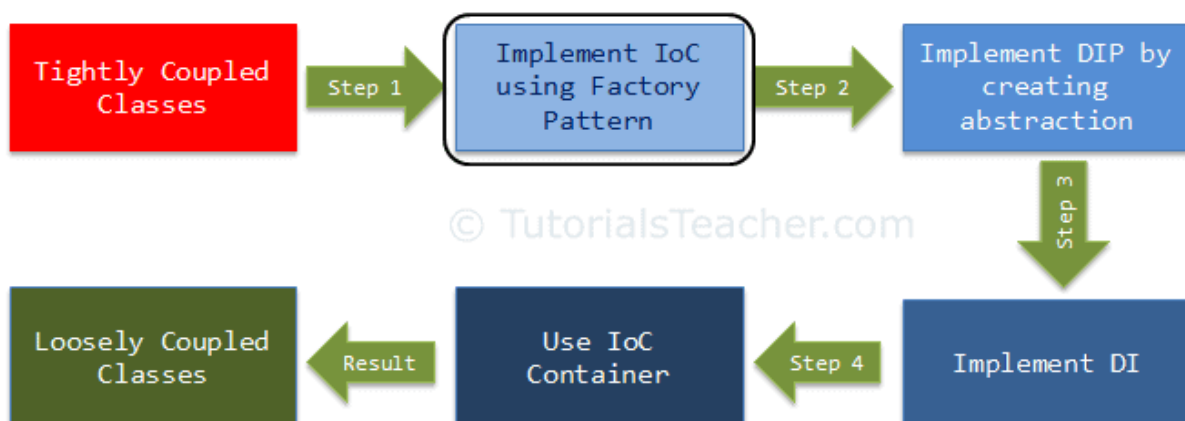 Tightly Coupled
Classes
Step 1
Implement IoC
using Factory
Pattern
Step 2
Implement DIP by
creating
abstraction
Step 3
© TutorialsTeacher.com
Implement DI
Step 4
Use IoC
Container
Result
Loosely Coupled
Classes